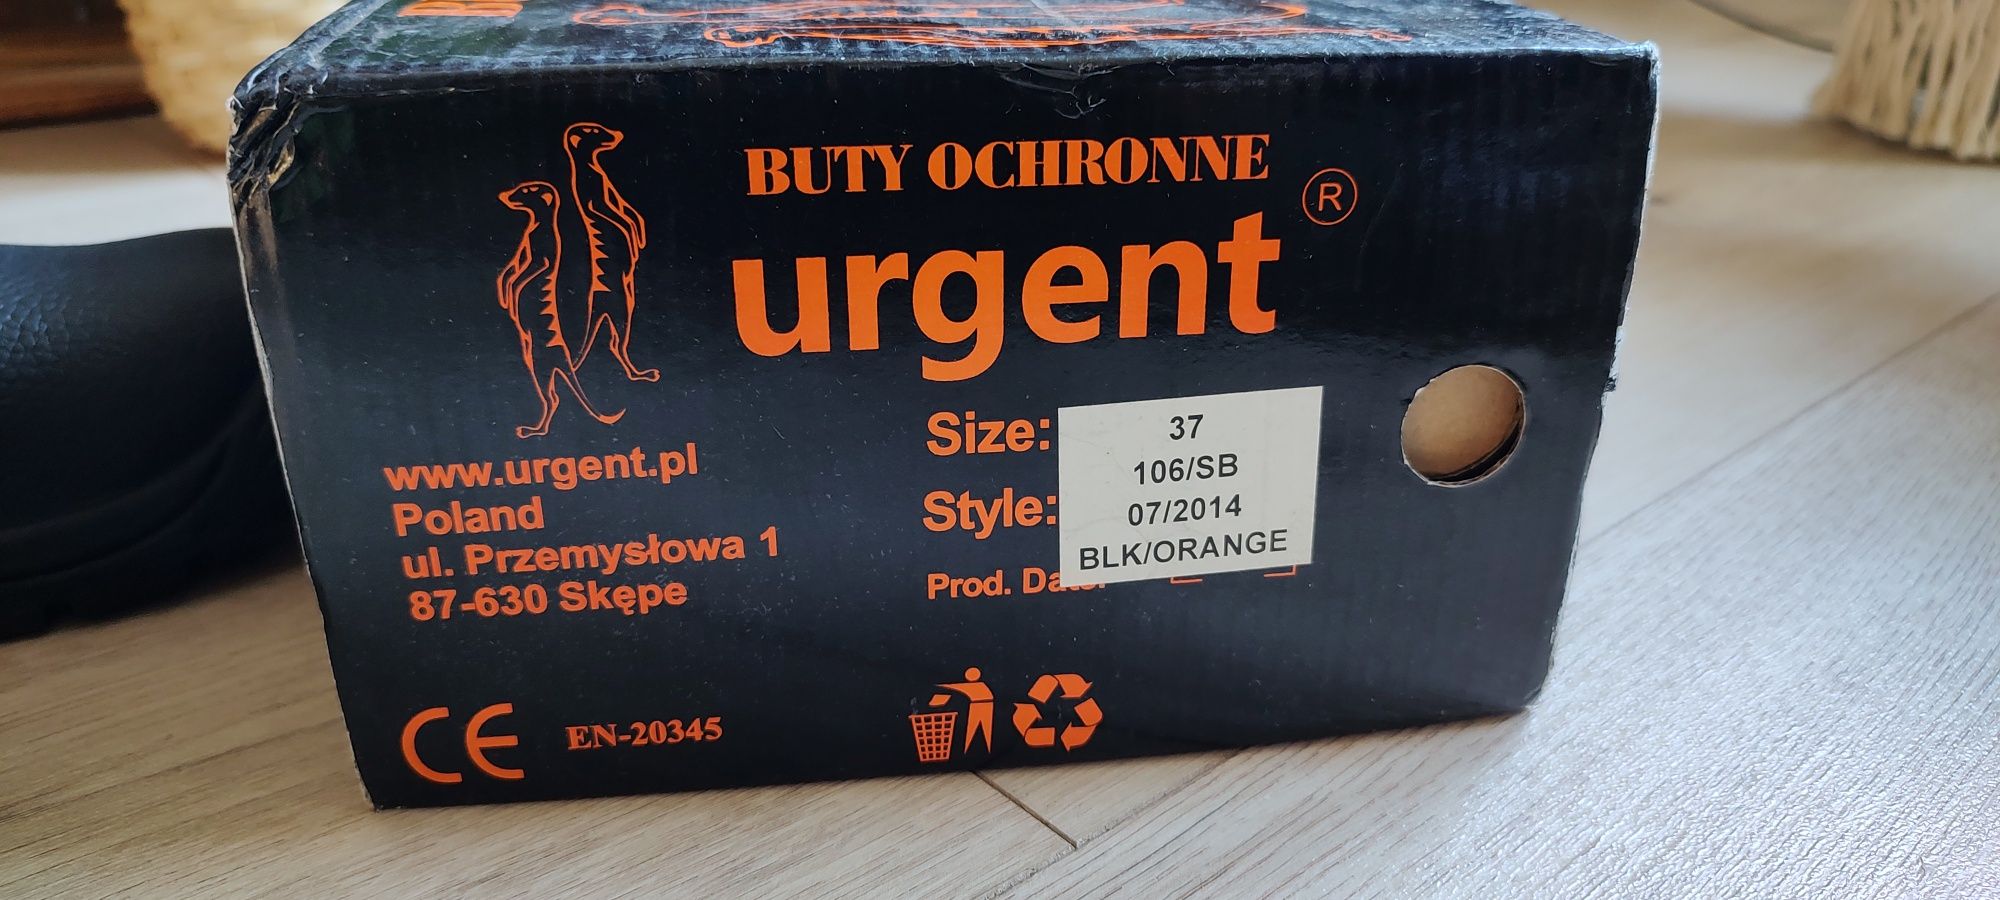 BUTY OCHRONNE
urgent ®
www.urgent.pl
Poland
ul. Przemysłowa 1
87-630 Skępe
Size:
Style:
Prod.
37
106/SB
07/2014
BLK/ORANGE
CE EN-20345